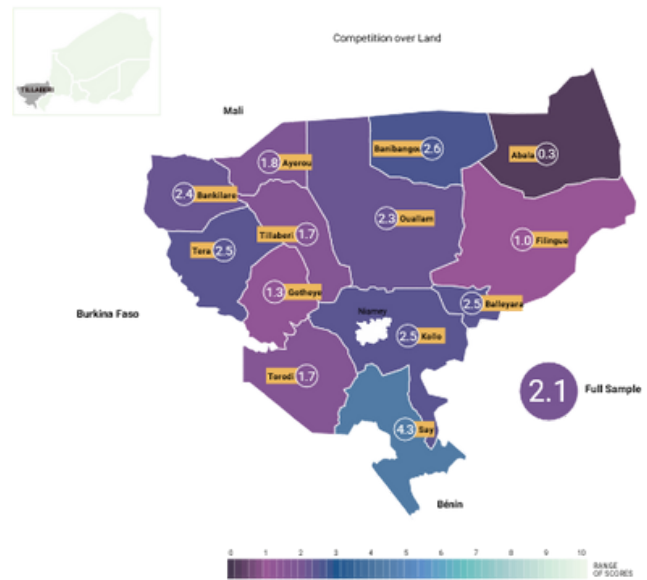 Competition over Land
TILLABERI
Mali
Banibangou 2.6
Abala 0.3
1.8 Ayerou
2.4 Bankilare
2.3 Ouallam
Tillaberi 1.7
1.0 Filingue
Tera 2.5
1.3 Gotheye
2.5 Balleyara
Burkina Faso
Niamey
2.5 Kollo
Torodi 1.7
2.1 Full Sample
4.3 Say
Bénin
0 1 2 3 4 5 6 7 8 9 10
RANGE
OF SCORES